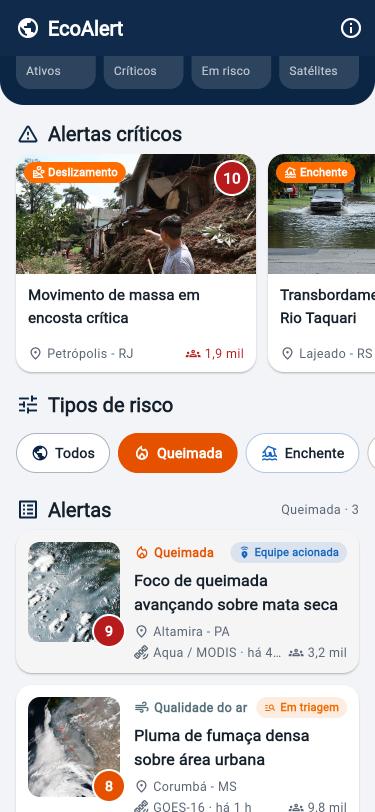 EcoAlert
Ativos
Críticos
Em risco
Satélites
Alertas críticos
Deslizamento
10
Movimento de massa em
encosta crítica
Petrópolis - RJ
1,9 mil
Enchente
Transbordame
Rio Taquari
Lajeado - RS
Tipos de risco
Todos
Queimada
Enchente
Alertas
Queimada · 3
Queimada
Equipe acionada
Foco de queimada
avançando sobre mata seca
Altamira - PA
Aqua / MODIS · há 4...
3,2 mil
9
Qualidade do ar
Em triagem
Pluma de fumaça densa
sobre área urbana
Corumbá - MS
GOES-16 · há 1 h
9,8 mil
8